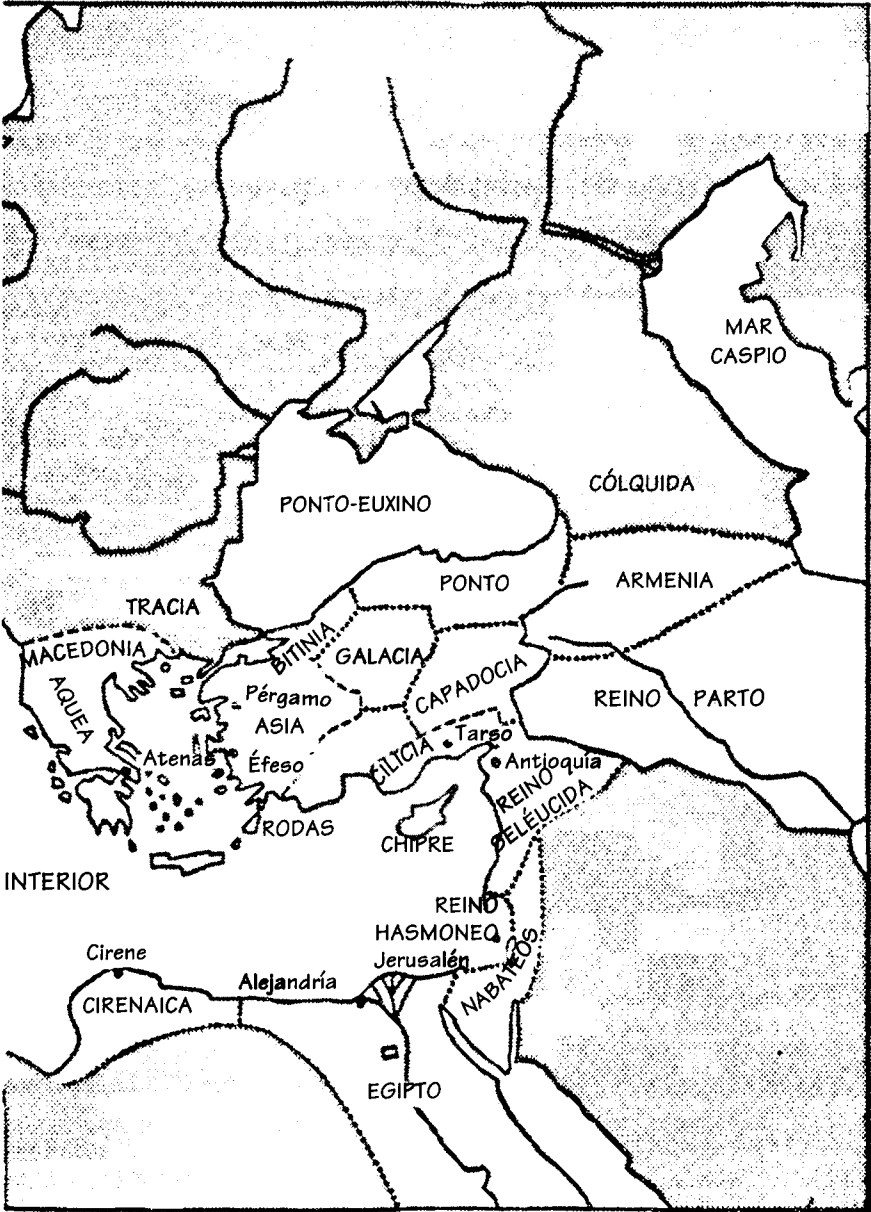 MAR
CASPIO
CÓLQUIDA
PONTO-EUXINO
PONTO
ARMENIA
TRACIA
MACEDONIA
BITINIA
GALACIA
CAPADOCIA
AQUEA
Pérgamo
ASIA
REINO PARTO
Tarso
Atenas
Éfeso
CILICIA
Antioquía
REINO
SELÉUCIDA
RODAS
CHIPRE
INTERIOR
REINO
HASMONEO
Jerusalén
NABATEOS
Cirene
CIRENAICA
Alejandría
EGIPTO